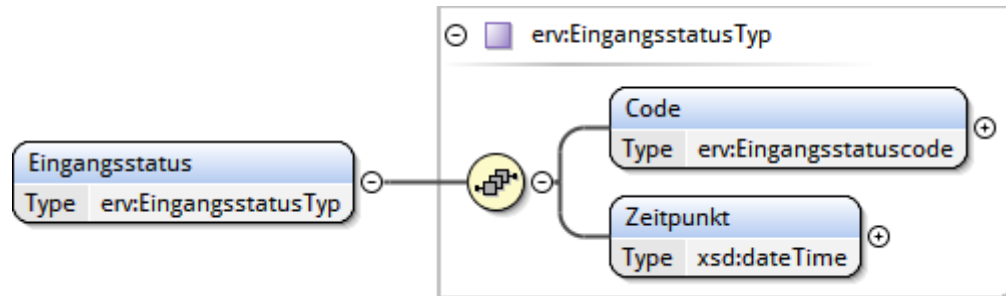 erv:EingangsstatusTyp
Code
Type erv:Eingangsstatuscode
Eingangsstatus
Type erv:EingangsstatusTyp
Zeitpunkt
Type xsd:dateTime